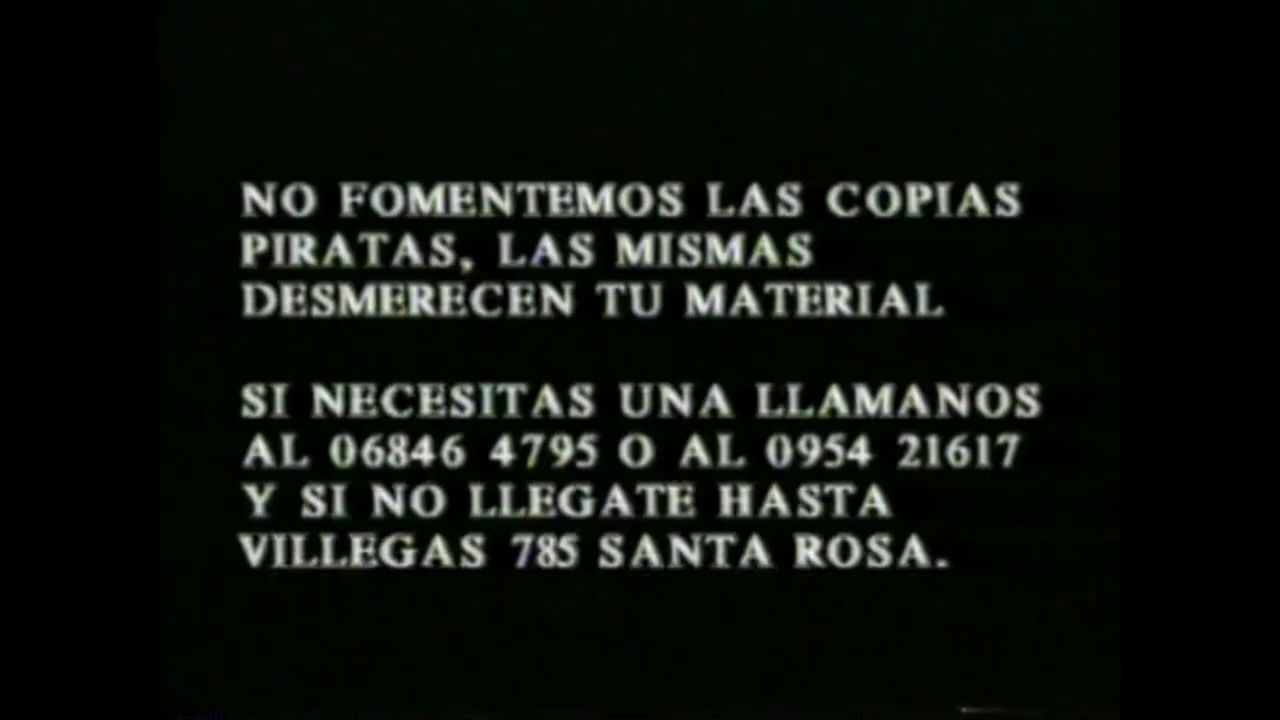 NO FOMENTEMOS LAS COPIAS
PIRATAS, LAS MISMAS
DESMERECEN TU MATERIAL
SI NECESITAS UNA LLAMANOS
AL 06846 4795 O AL 0954 21617
Y SI NO LLEGATE HASTA
VILLEGAS 785 SANTA ROSA.